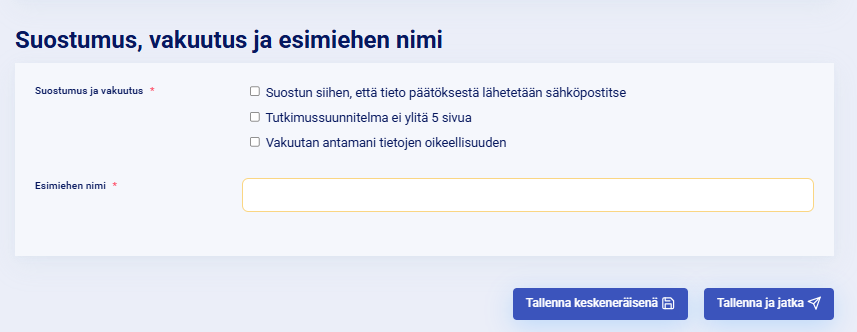 Suostumus, vakuutus ja esimiehen nimi
Suostumus ja vakuutus *
Suostun siihen, että tieto päätöksestä lähetetään sähköpostitse
Tutkimussuunnitelma ei ylitä 5 sivua
Vakuutan antamani tietojen oikeellisuuden
Esimiehen nimi *
Tallenna keskeneräisenä
Tallenna ja jatka